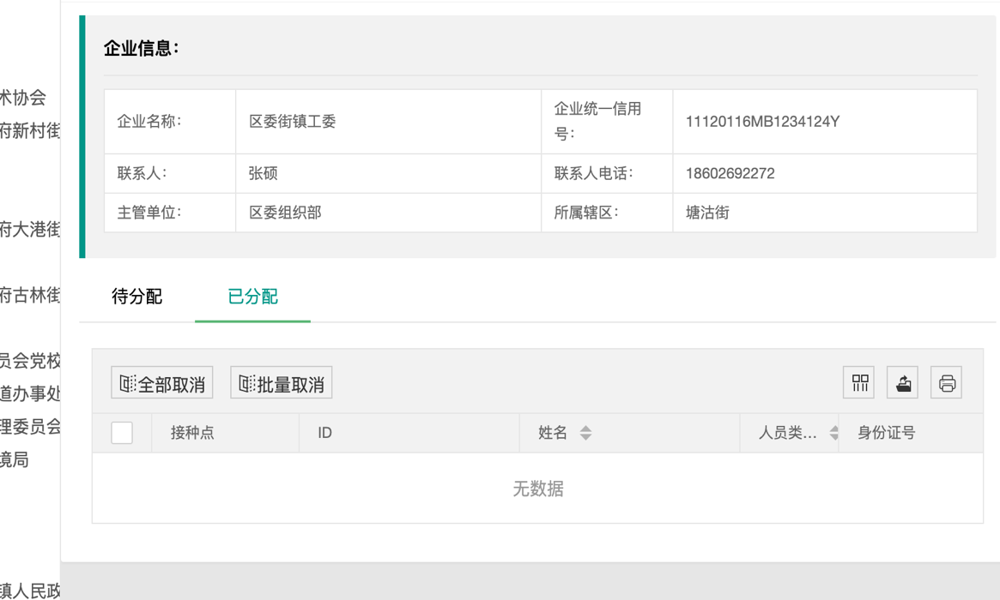 企业信息：
术协会
企业名称： 区委街镇工委 企业统一信用号： 11120116MB1234124Y
府新村街
联系人： 张硕 联系人电话： 18602692272
主管单位： 区委组织部 所属辖区： 塘沽街
府大港街
待分配 已分配
府古林街
员会党校
全部取消 批量取消
道办事处
理委员会
接种点 ID 姓名 人员类... 身份证号
境局
无数据
镇人民政